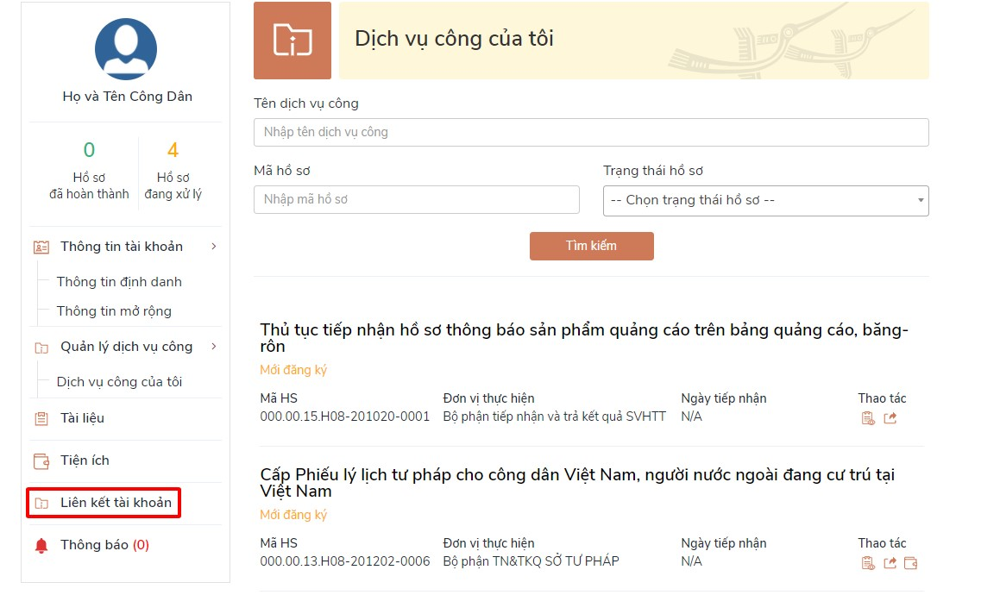 Họ và Tên Công Dân
0
Hồ sơ
đã hoàn thành
4
Hồ sơ
đang xử lý
Thông tin tài khoản
Thông tin định danh
Thông tin mở rộng
Quản lý dịch vụ công
Dịch vụ công của tôi
Tài liệu
Tiện ích
Liên kết tài khoản
Thông báo (0)
Dịch vụ công của tôi
Tên dịch vụ công
Nhập tên dịch vụ công
Mã hồ sơ
Nhập mã hồ sơ
Trạng thái hồ sơ
-- Chọn trạng thái hồ sơ --
Tìm kiếm
Thủ tục tiếp nhận hồ sơ thông báo sản phẩm quảng cáo trên bảng quảng cáo, băng-
rôn
Mới đăng ký
Mã HS Đơn vị thực hiện Ngày tiếp nhận Thao tác
000.00.15.H08-201020-0001 Bộ phận tiếp nhận và trả kết quả SVHTT N/A
Cấp Phiếu lý lịch tư pháp cho công dân Việt Nam, người nước ngoài đang cư trú tại
Việt Nam
Mới đăng ký
Mã HS Đơn vị thực hiện Ngày tiếp nhận Thao tác
000.00.13.H08-201202-0006 Bộ phận TN&TKQ SỞ TƯ PHÁP N/A